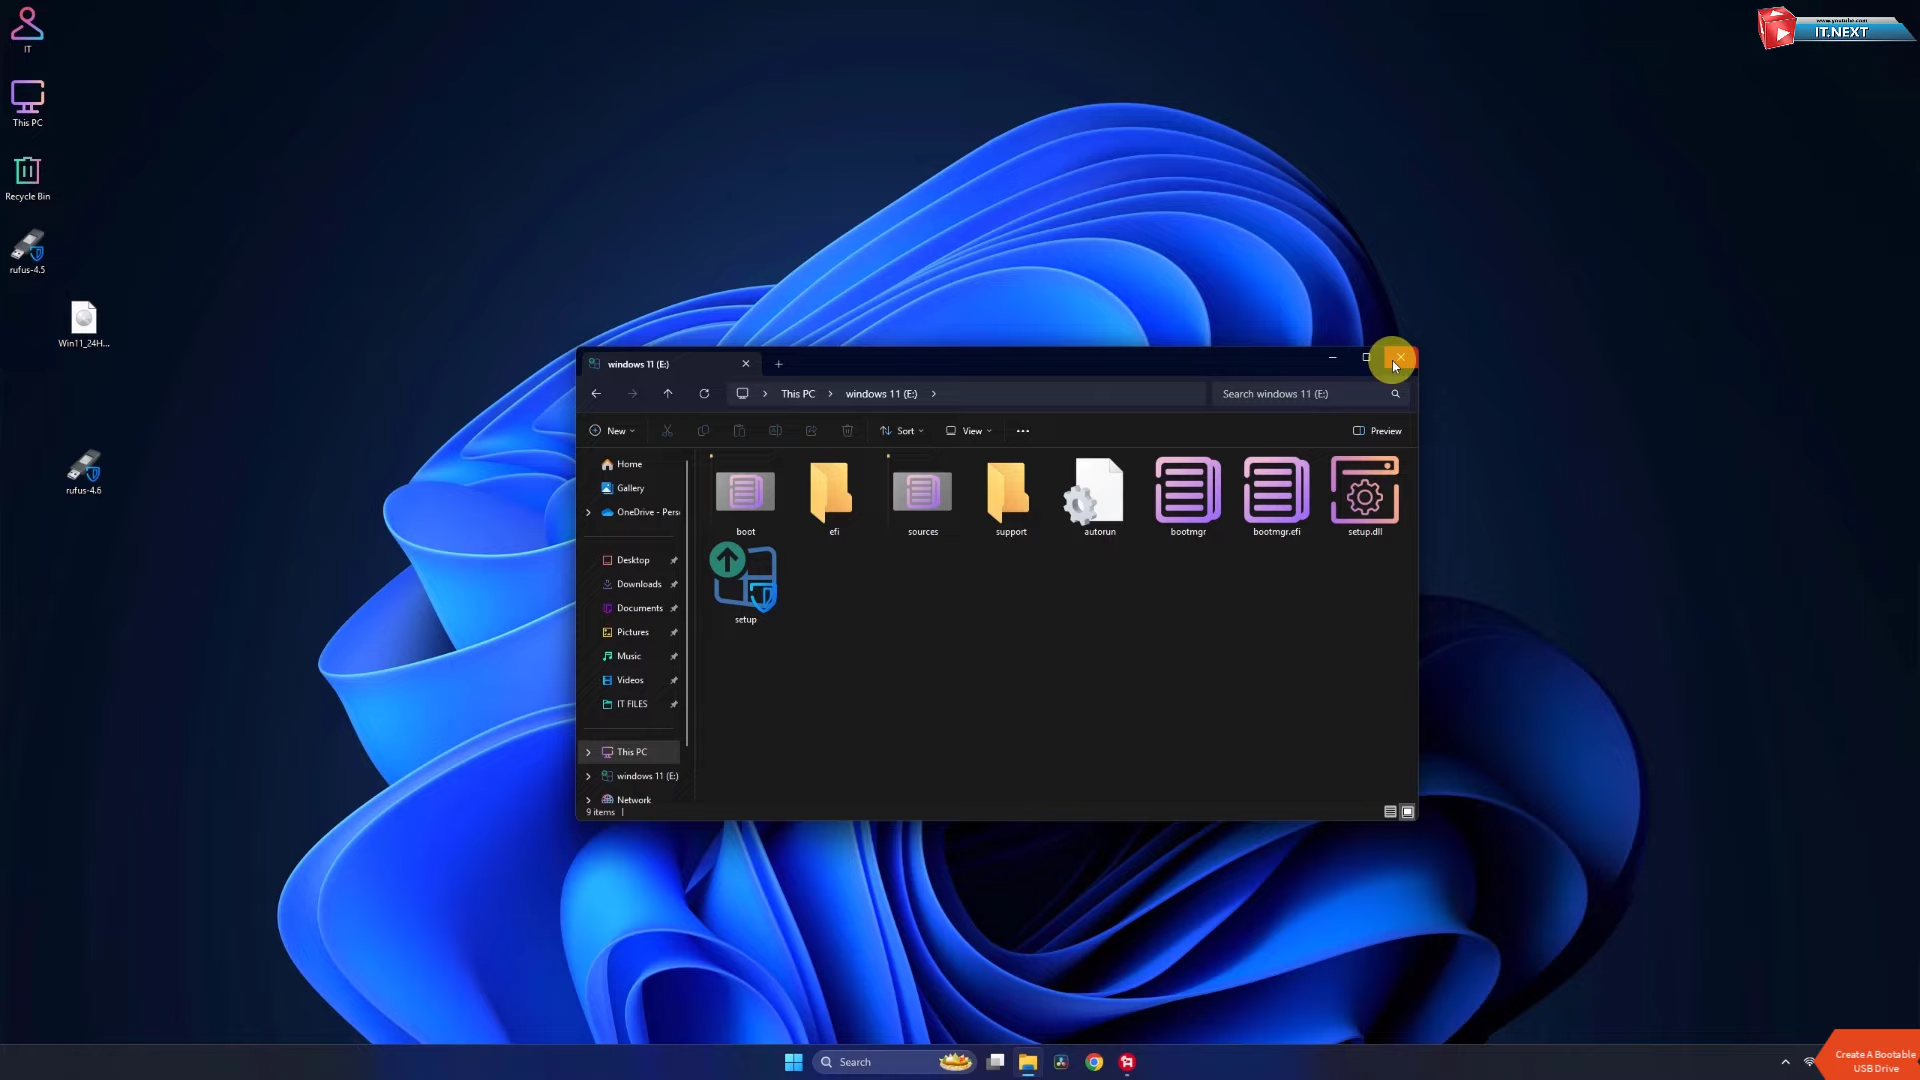 IT
This PC
Recycle Bin
rufus-4.5
Win11_24H...
rufus-4.6
www.youtube.com
IT.NEXT
windows 11 (E:)
This PC
windows 11 (E:)
Search windows 11 (E:)
New
Sort
View
Preview
Home
Gallery
OneDrive - Pers
Desktop
Downloads
Documents
Pictures
Music
Videos
IT FILES
This PC
windows 11 (E:)
Network
boot
efi
sources
support
autorun
bootmgr
bootmgr.efi
setup.dll
setup
9 items
Search
Create A Bootable
USB Drive